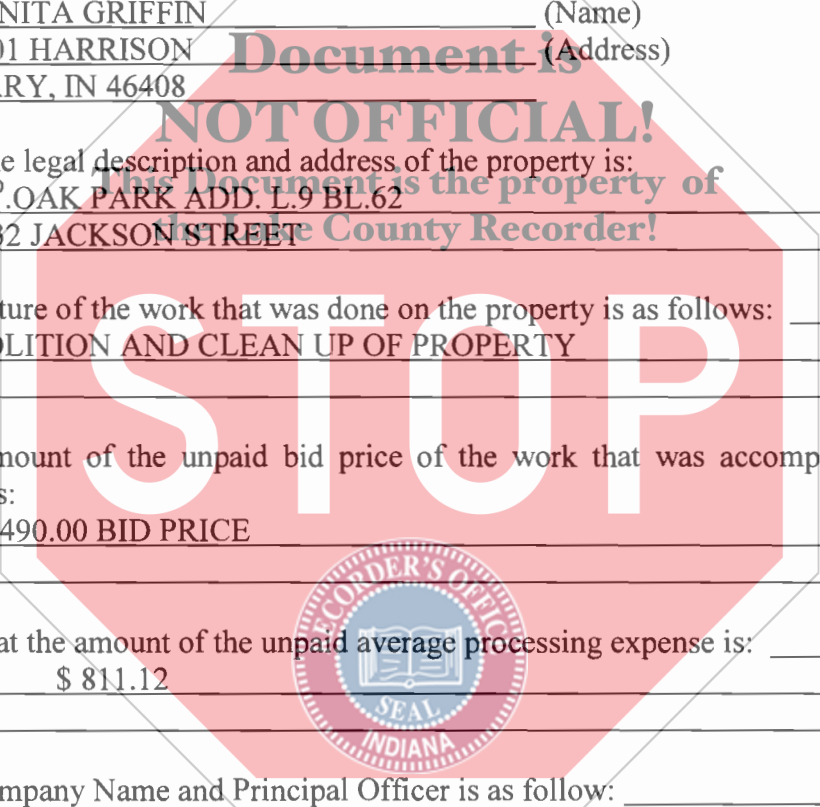 NITA GRIFFIN (Name)
01 HARRISON (Address)
RY, IN 46408
Document is
NOT OFFICIAL!
e legal description and address of the property is:
This Document is the property of
P.OAK PARK ADD. L.9 BL.62
the Lake County Recorder!
32 JACKSON STREET
ture of the work that was done on the property is as follows:
OLITION AND CLEAN UP OF PROPERTY
STOP
mount of the unpaid bid price of the work that was accomp
s:
490.00 BID PRICE
RECORDER'S OFFICE
at the amount of the unpaid average processing expense is:
$ 811.12
SEAL
INDIANA
mpany Name and Principal Officer is as follow: